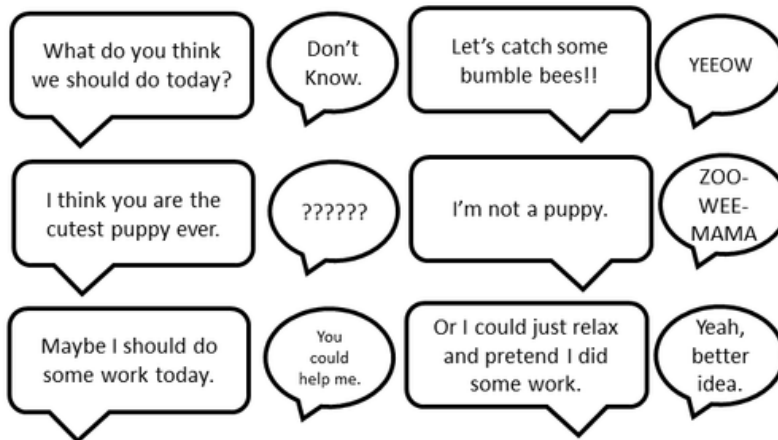 What do you think
we should do today?
Don't
Know.
Let's catch some
bumble bees!!
YEEOW
I think you are the
cutest puppy ever.
??????
I'm not a puppy.
ZOO-
WEE-
MAMA
Maybe I should do
some work today.
You
could
help me.
Or I could just relax
and pretend I did
some work.
Yeah,
better
idea.